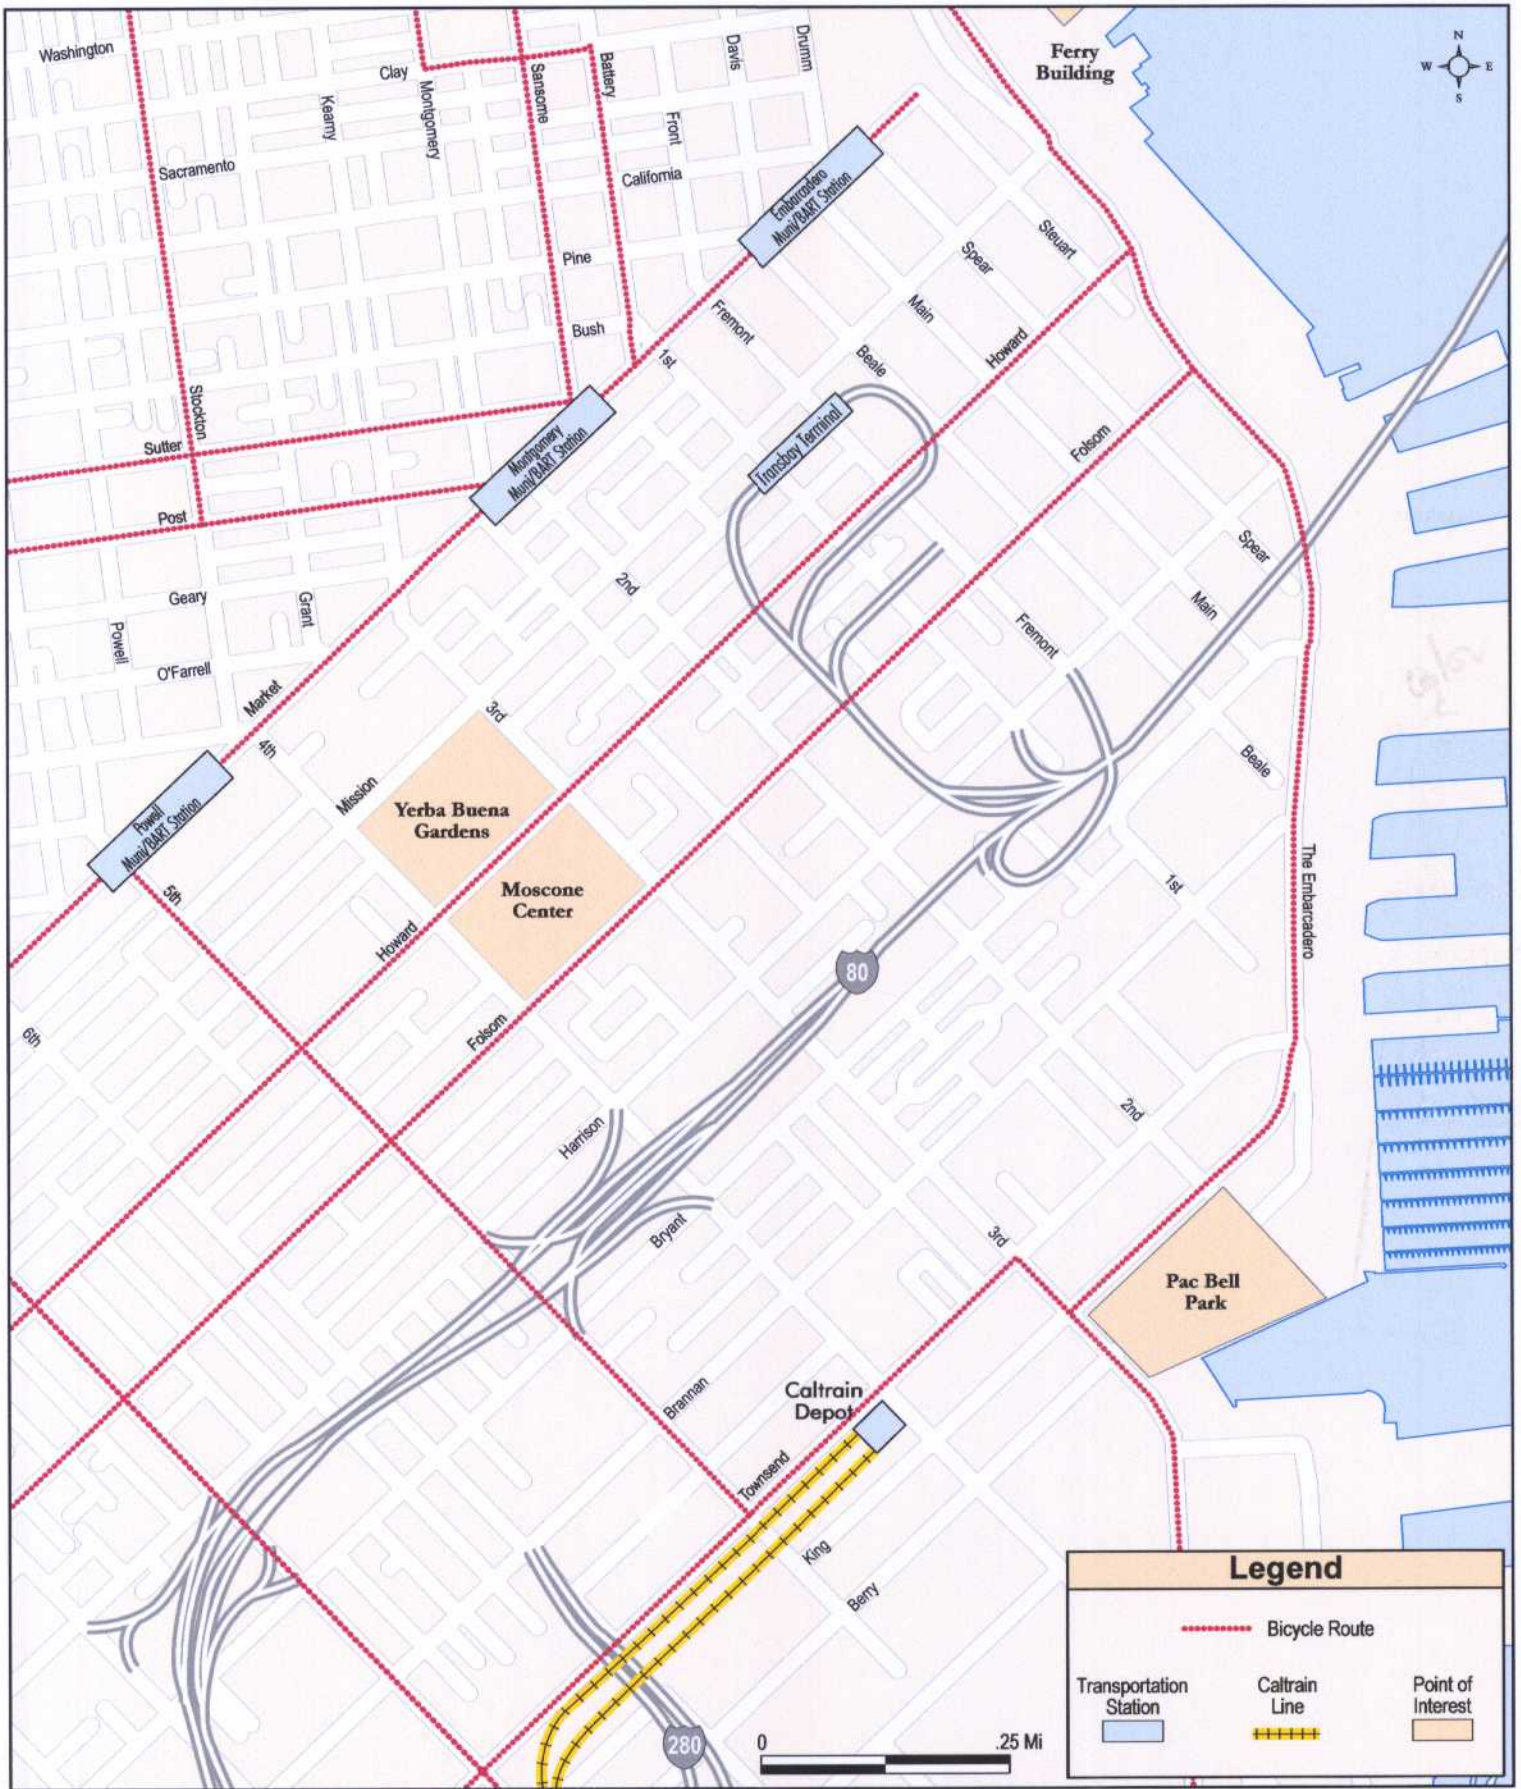 Washington
Clay
Montgomery
Kearny
Sansome
Battery
Davis
Drumm
Front
Ferry
Building
N
W
E
S
Sacramento
California
Embarcadero
Muni/BART Station
Pine
Bush
Steuart
Spear
Main
Howard
Fremont
Beale
1st
Stockton
Sutter
Post
Montgomery
Muni/BART Station
Transbay Terminal
Folsom
Spear
Main
Geary
Grant
Powell
O'Farrell
Market
2nd
Fremont
3rd
4th
Mission
Yerba Buena
Gardens
Beale
Powell
Muni/BART Station
5th
Moscone
Center
Howard
1st
The Embarcadero
80
6th
Folsom
Harrison
Bryant
2nd
3rd
Pac Bell
Park
Brannan
Caltrain
Depot
Townsend
King
Berry
280
0
.25 Mi
Legend
Bicycle Route
Transportation
Station
Caltrain
Line
Point of
Interest